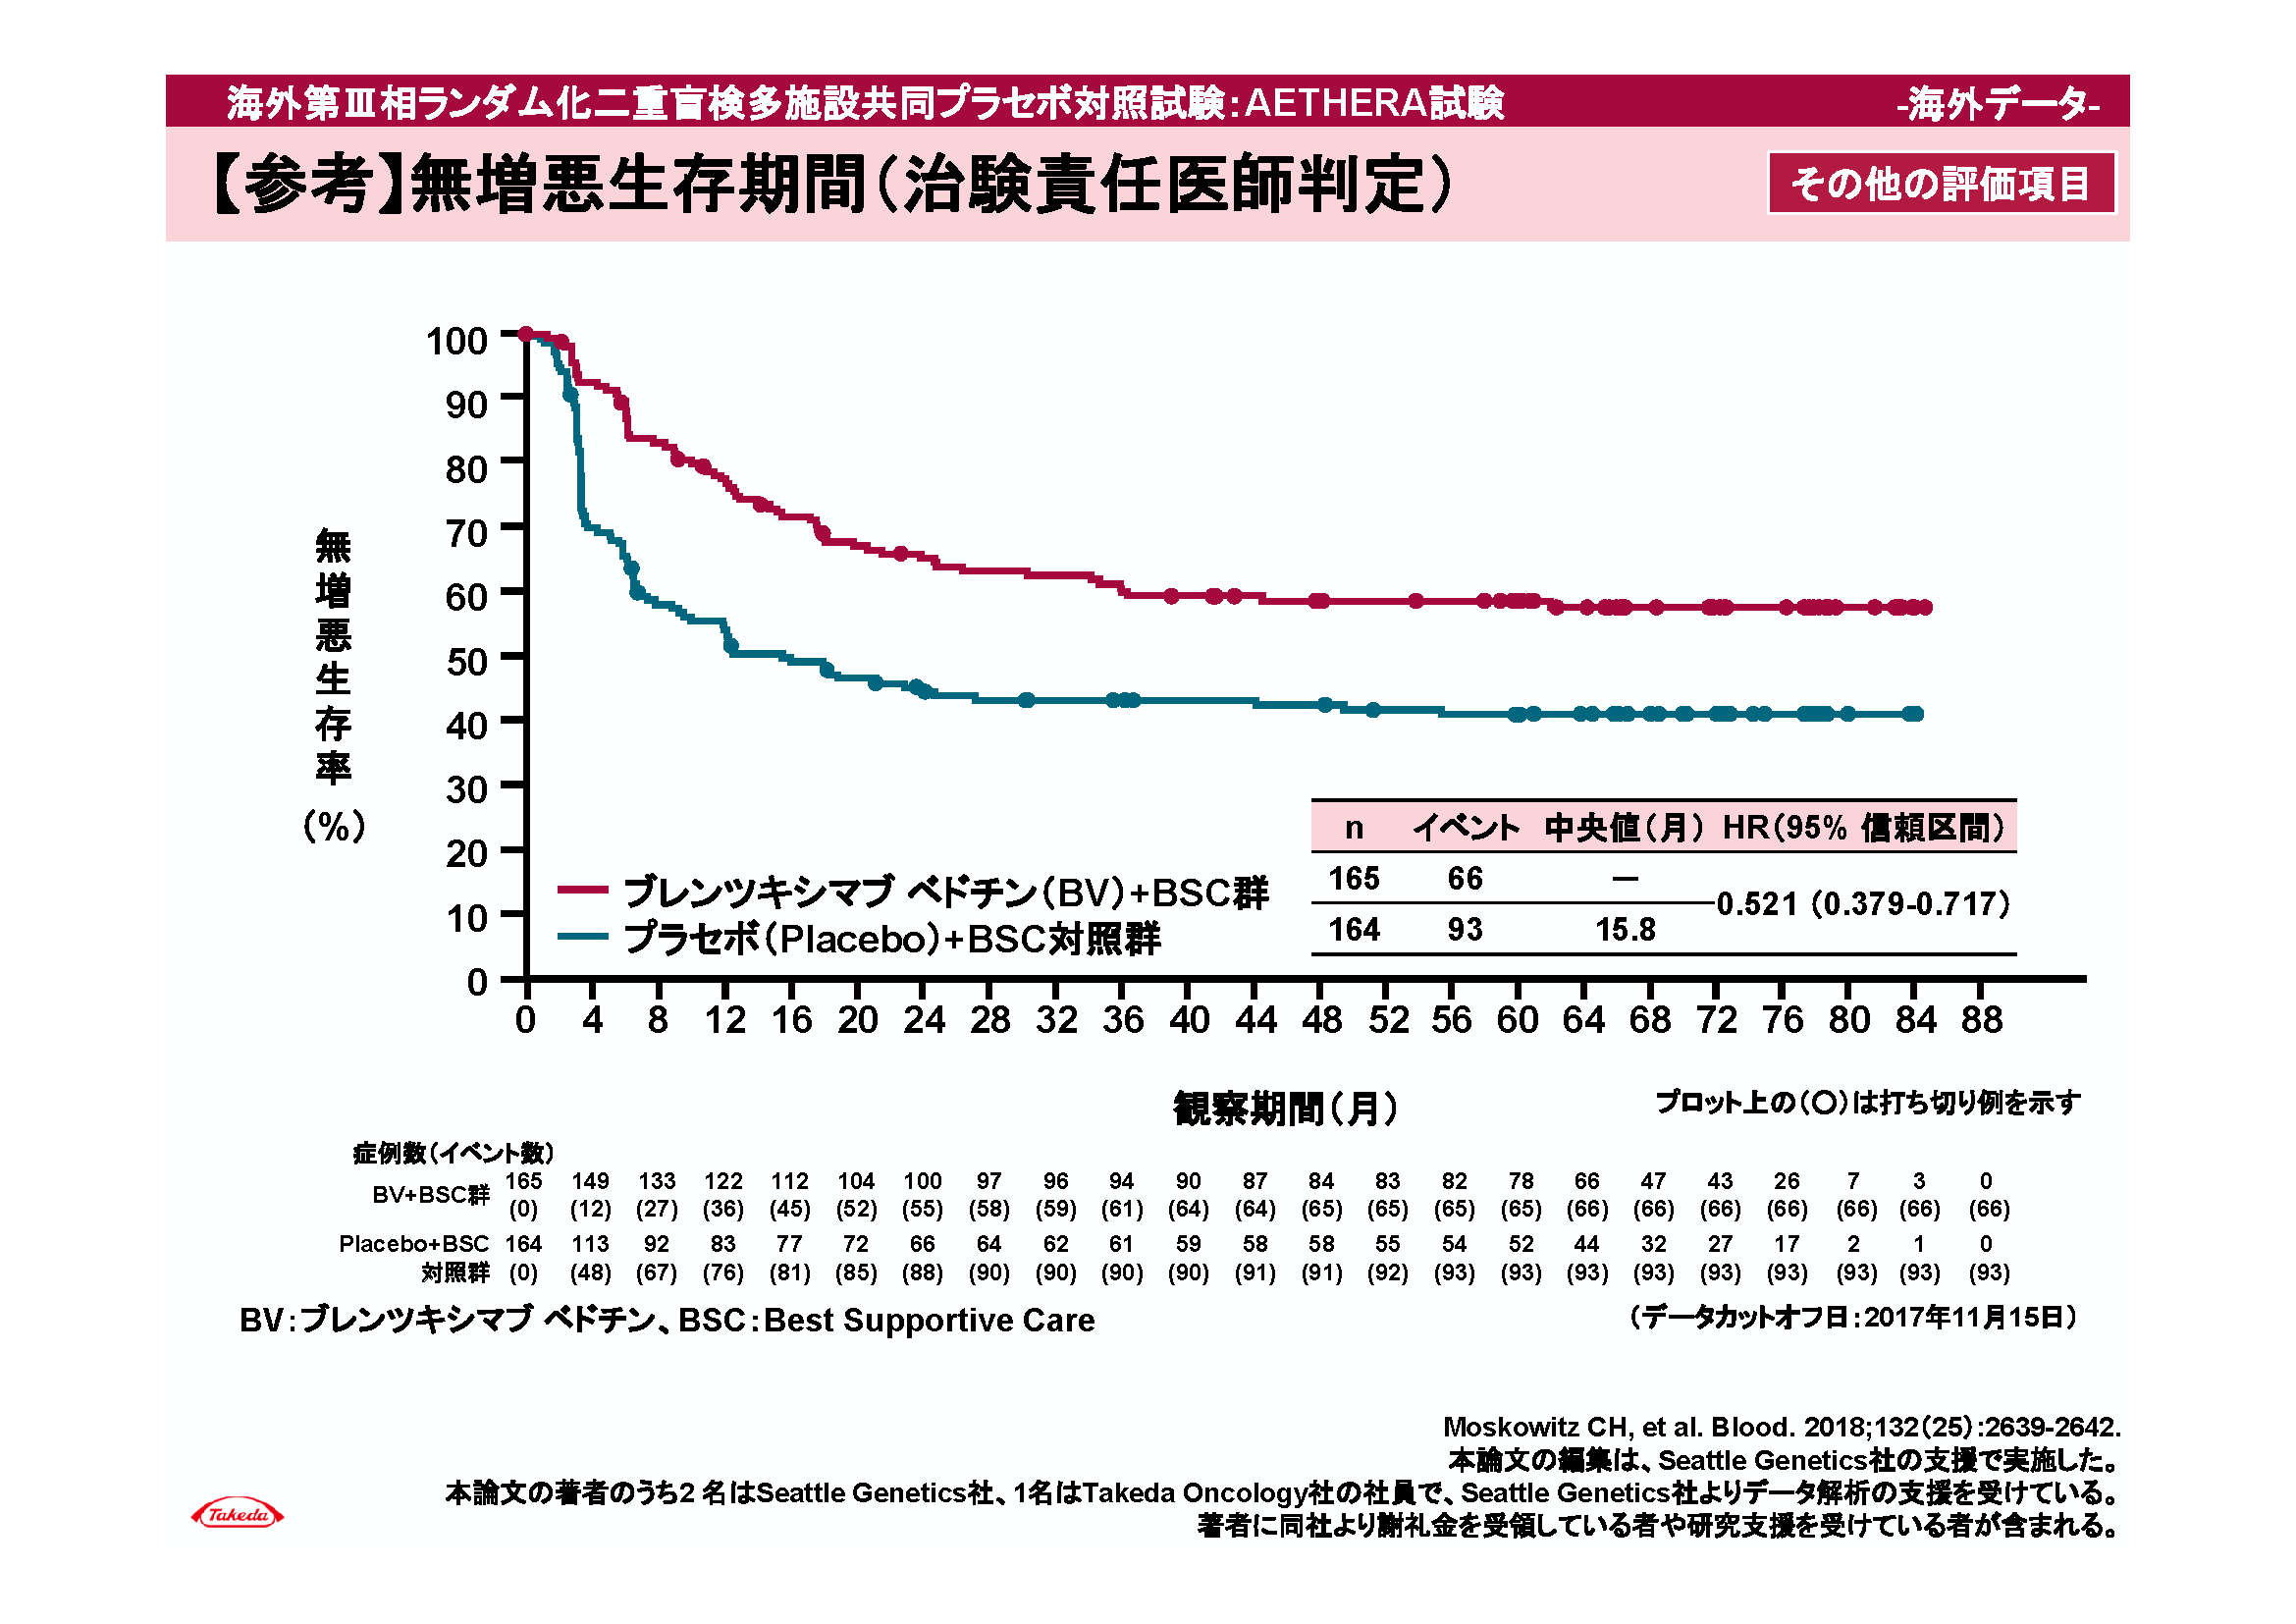 海外第Ⅲ相ランダム化二重盲検多施設共同プラセボ対照試験：AETHERA試験 -海外データ-
【参考】無増悪生存期間（治験責任医師判定） その他の評価項目
無増悪生存率（%）
100
90
80
70
60
50
40
30
20
10
0
ブレンツキシマブ ベドチン（BV）+BSC群
プラセボ（Placebo）+BSC対照群
n イベント 中央値（月） HR（95% 信頼区間）
165 66 －
0.521 （0.379-0.717）
164 93 15.8
0 4 8 12 16 20 24 28 32 36 40 44 48 52 56 60 64 68 72 76 80 84 88
観察期間（月）
プロット上の（〇）は打ち切り例を示す
症例数（イベント数）
BV+BSC群 165 149 133 122 112 104 100 97 96 94 90 87 84 83 82 78 66 47 43 26 7 3 0
(0) (12) (27) (36) (45) (52) (55) (58) (59) (61) (64) (64) (65) (65) (65) (65) (66) (66) (66) (66) (66) (66) (66)
Placebo+BSC 164 113 92 83 77 72 66 64 62 61 59 58 58 55 54 52 44 32 27 17 2 1 0
対照群 (0) (48) (67) (76) (81) (85) (88) (90) (90) (90) (90) (91) (91) (92) (93) (93) (93) (93) (93) (93) (93) (93) (93)
BV：ブレンツキシマブ ベドチン、BSC：Best Supportive Care
（データカットオフ日：2017年11月15日）
Moskowitz CH, et al. Blood. 2018;132（25）:2639-2642.
本論文の編集は、Seattle Genetics社の支援で実施した。
本論文の著者のうち2 名はSeattle Genetics社、1名はTakeda Oncology社の社員で、Seattle Genetics社よりデータ解析の支援を受けている。
著者に同社より謝礼金を受領している者や研究支援を受けている者が含まれる。
Takeda